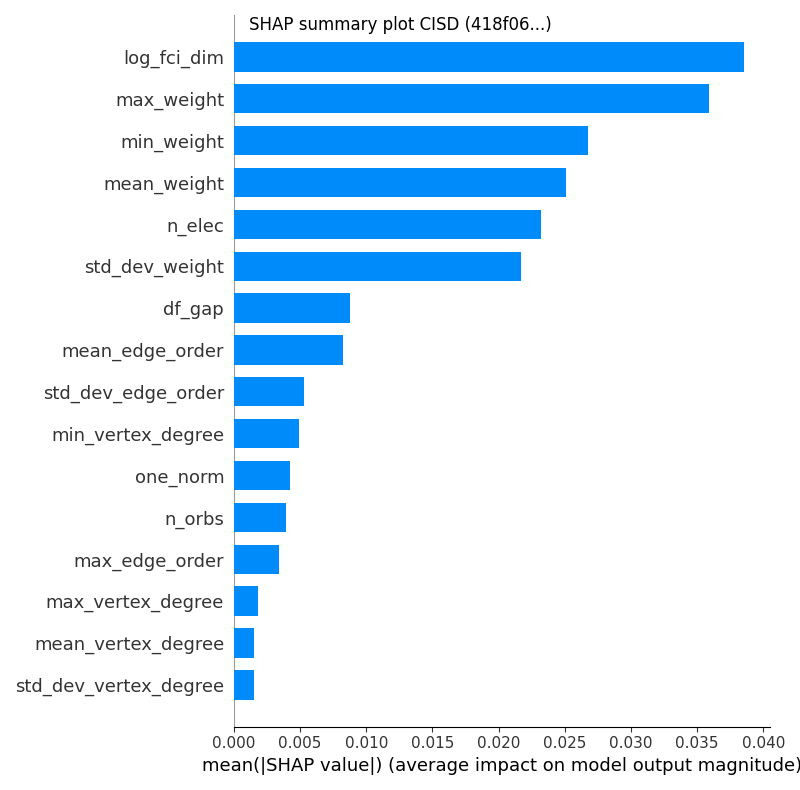 SHAP summary plot CISD (418f06...)
log_fci_dim
max_weight
min_weight
mean_weight
n_elec
std_dev_weight
df_gap
mean_edge_order
std_dev_edge_order
min_vertex_degree
one_norm
n_orbs
max_edge_order
max_vertex_degree
mean_vertex_degree
std_dev_vertex_degree
0.000 0.005 0.010 0.015 0.020 0.025 0.030 0.035 0.040
mean(|SHAP value|) (average impact on model output magnitude)